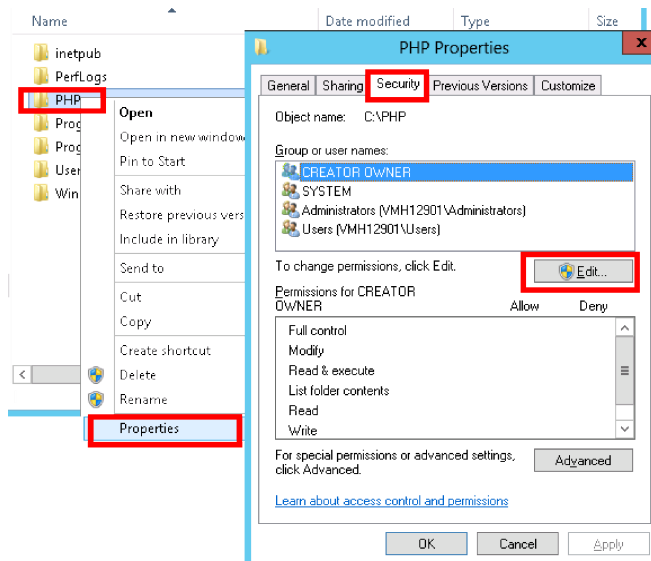 Name
Date modified
Type
Size
inetpub
PerfLogs
PHP
Prog
Prog
User
Win
Open
Open in new window
Pin to Start
Share with
Restore previous vers
Include in library
Send to
Cut
Copy
Create shortcut
Delete
Rename
Properties
PHP Properties
x
General
Sharing
Security
Previous Versions
Customize
Object name: C:\PHP
Group or user names:
CREATOR OWNER
SYSTEM
Administrators (VMH12901\Administrators)
Users (VMH12901\Users)
To change permissions, click Edit.
Edit...
Permissions for CREATOR
OWNER
Allow
Deny
Full control
Modify
Read & execute
List folder contents
Read
Write
For special permissions or advanced settings,
click Advanced.
Advanced
Learn about access control and permissions
OK
Cancel
Apply